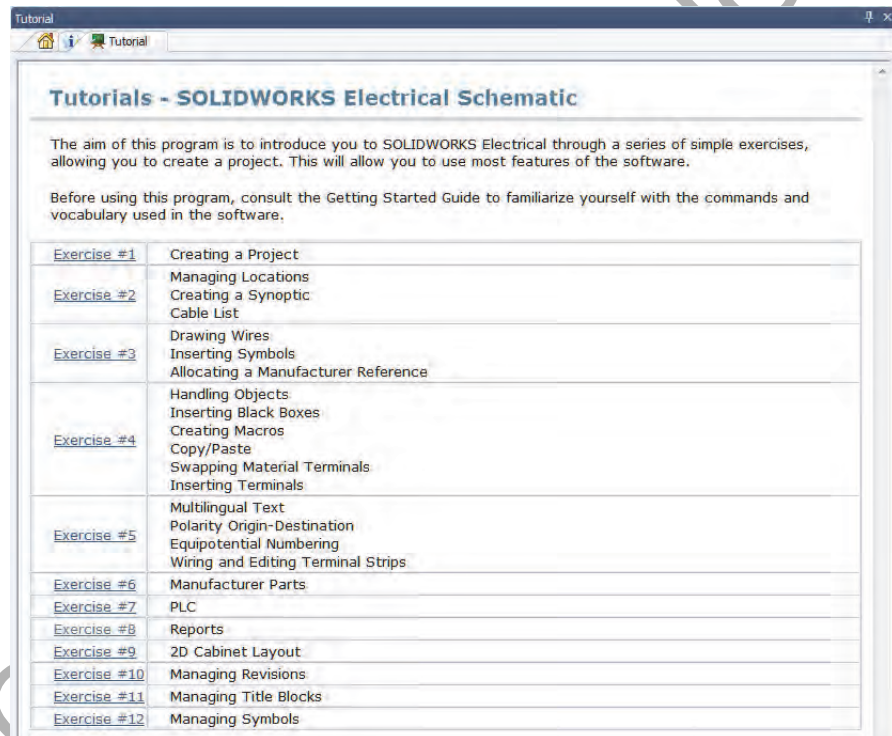 Tutorial
Tutorial
Tutorials - SOLIDWORKS Electrical Schematic
The aim of this program is to introduce you to SOLIDWORKS Electrical through a series of simple exercises,
allowing you to create a project. This will allow you to use most features of the software.
Before using this program, consult the Getting Started Guide to familiarize yourself with the commands and
vocabulary used in the software.
Exercise #1 Creating a Project
Exercise #2 Managing Locations
Creating a Synoptic
Cable List
Exercise #3 Drawing Wires
Inserting Symbols
Allocating a Manufacturer Reference
Exercise #4 Handling Objects
Inserting Black Boxes
Creating Macros
Copy/Paste
Swapping Material Terminals
Inserting Terminals
Exercise #5 Multilingual Text
Polarity Origin-Destination
Equipotential Numbering
Wiring and Editing Terminal Strips
Exercise #6 Manufacturer Parts
Exercise #7 PLC
Exercise #8 Reports
Exercise #9 2D Cabinet Layout
Exercise #10 Managing Revisions
Exercise #11 Managing Title Blocks
Exercise #12 Managing Symbols